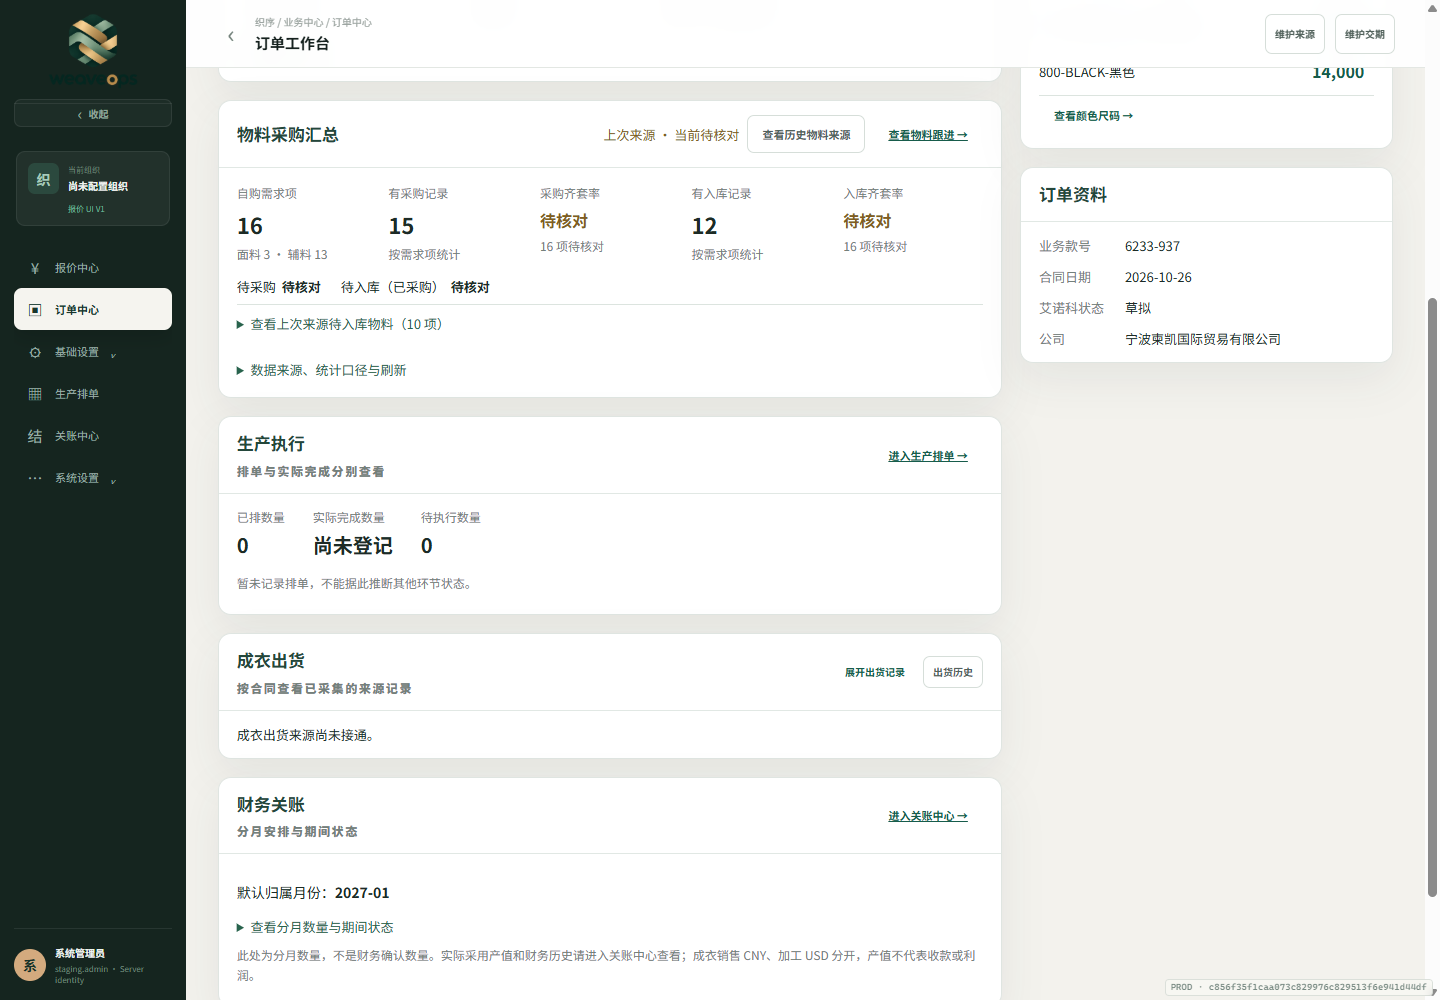 weaveops
‹ 收起
织
当前组织
尚未配置组织
报价 UI V1
¥ 报价中心
订单中心
基础设置
生产排单
结 关账中心
系统设置
系
系统管理员
staging.admin • Server identity
‹
织序 / 业务中心 / 订单中心
订单工作台
维护来源
维护交期
800-BLACK-黑色 14,000
查看颜色尺码 →
物料采购汇总
上次来源 • 当前待核对
查看历史物料来源
查看物料跟进 →
自购需求项
16
面料 3 • 辅料 13
有采购记录
15
按需求项统计
采购齐套率
待核对
16 项待核对
有入库记录
12
按需求项统计
入库齐套率
待核对
16 项待核对
待采购 待核对 待入库（已采购） 待核对
▶ 查看上次来源待入库物料（10 项）
▶ 数据来源、统计口径与刷新
订单资料
业务款号 6233-937
合同日期 2026-10-26
艾诺科状态 草拟
公司 宁波柬凯国际贸易有限公司
生产执行
排单与实际完成分别查看
进入生产排单 →
已排数量
0
实际完成数量
尚未登记
待执行数量
0
暂未记录排单，不能据此推断其他环节状态。
成衣出货
按合同查看已采集的来源记录
展开出货记录
出货历史
成衣出货来源尚未接通。
财务关账
分月安排与期间状态
进入关账中心 →
默认归属月份：2027-01
▶ 查看分月数量与期间状态
此处为分月数量，不是财务确认数量。实际采用产值和财务历史请进入关账中心查看；成衣销售 CNY、加工 USD 分开，产值不代表收款或利
润。
PROD · c856f35f1caa073c829976c829513f6e941d44df